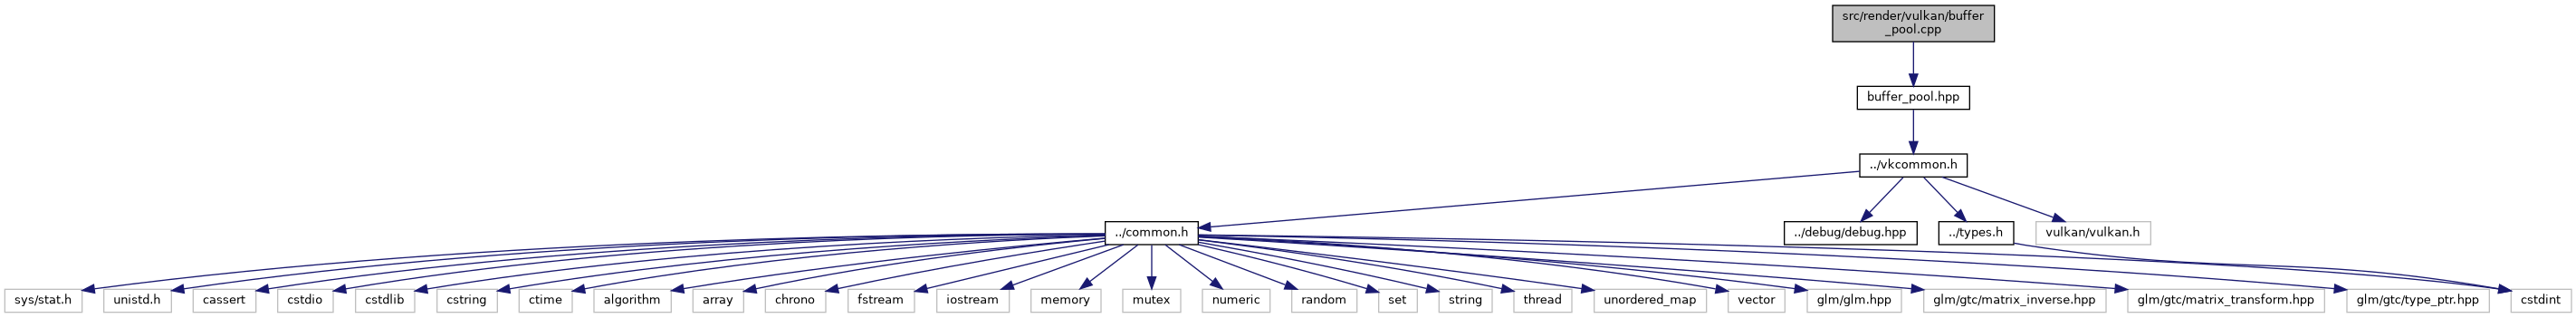 src/render/vulkan/buffer
_pool.cpp
buffer_pool.hpp
../vkcommon.h
../common.h
../debug/debug.hpp
../types.h
vulkan/vulkan.h
sys/stat.h
unistd.h
cassert
cstdio
cstdlib
cstring
ctime
algorithm
array
chrono
fstream
iostream
memory
mutex
numeric
random
set
string
thread
unordered_map
vector
glm/glm.hpp
glm/gtc/matrix_inverse.hpp
glm/gtc/matrix_transform.hpp
glm/gtc/type_ptr.hpp
cstdint